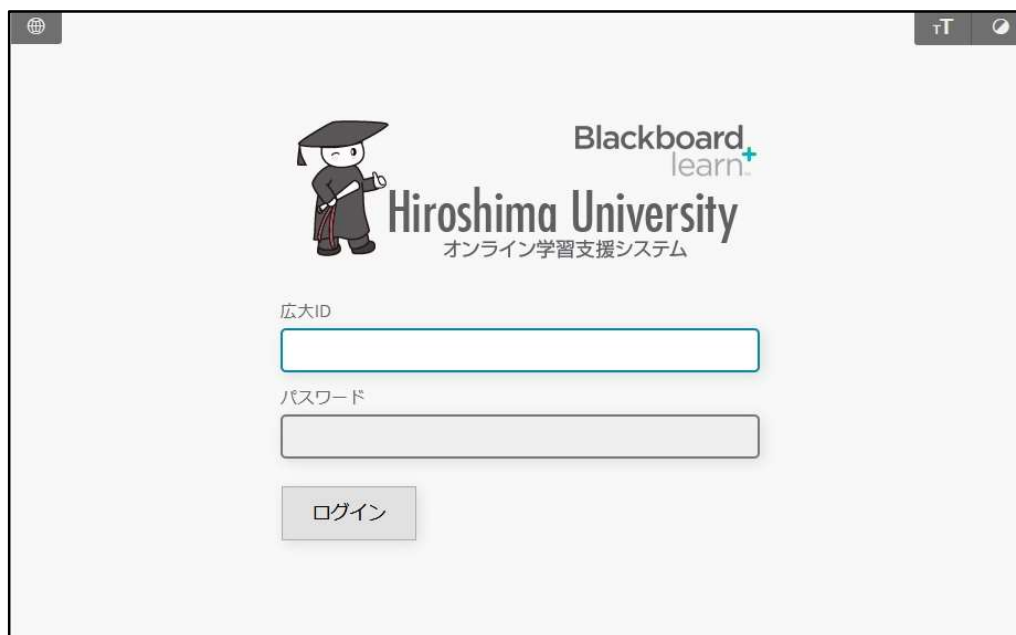 TT
Blackboard
learn
Hiroshima University
オンライン学習支援システム
広大ID
パスワード
ログイン